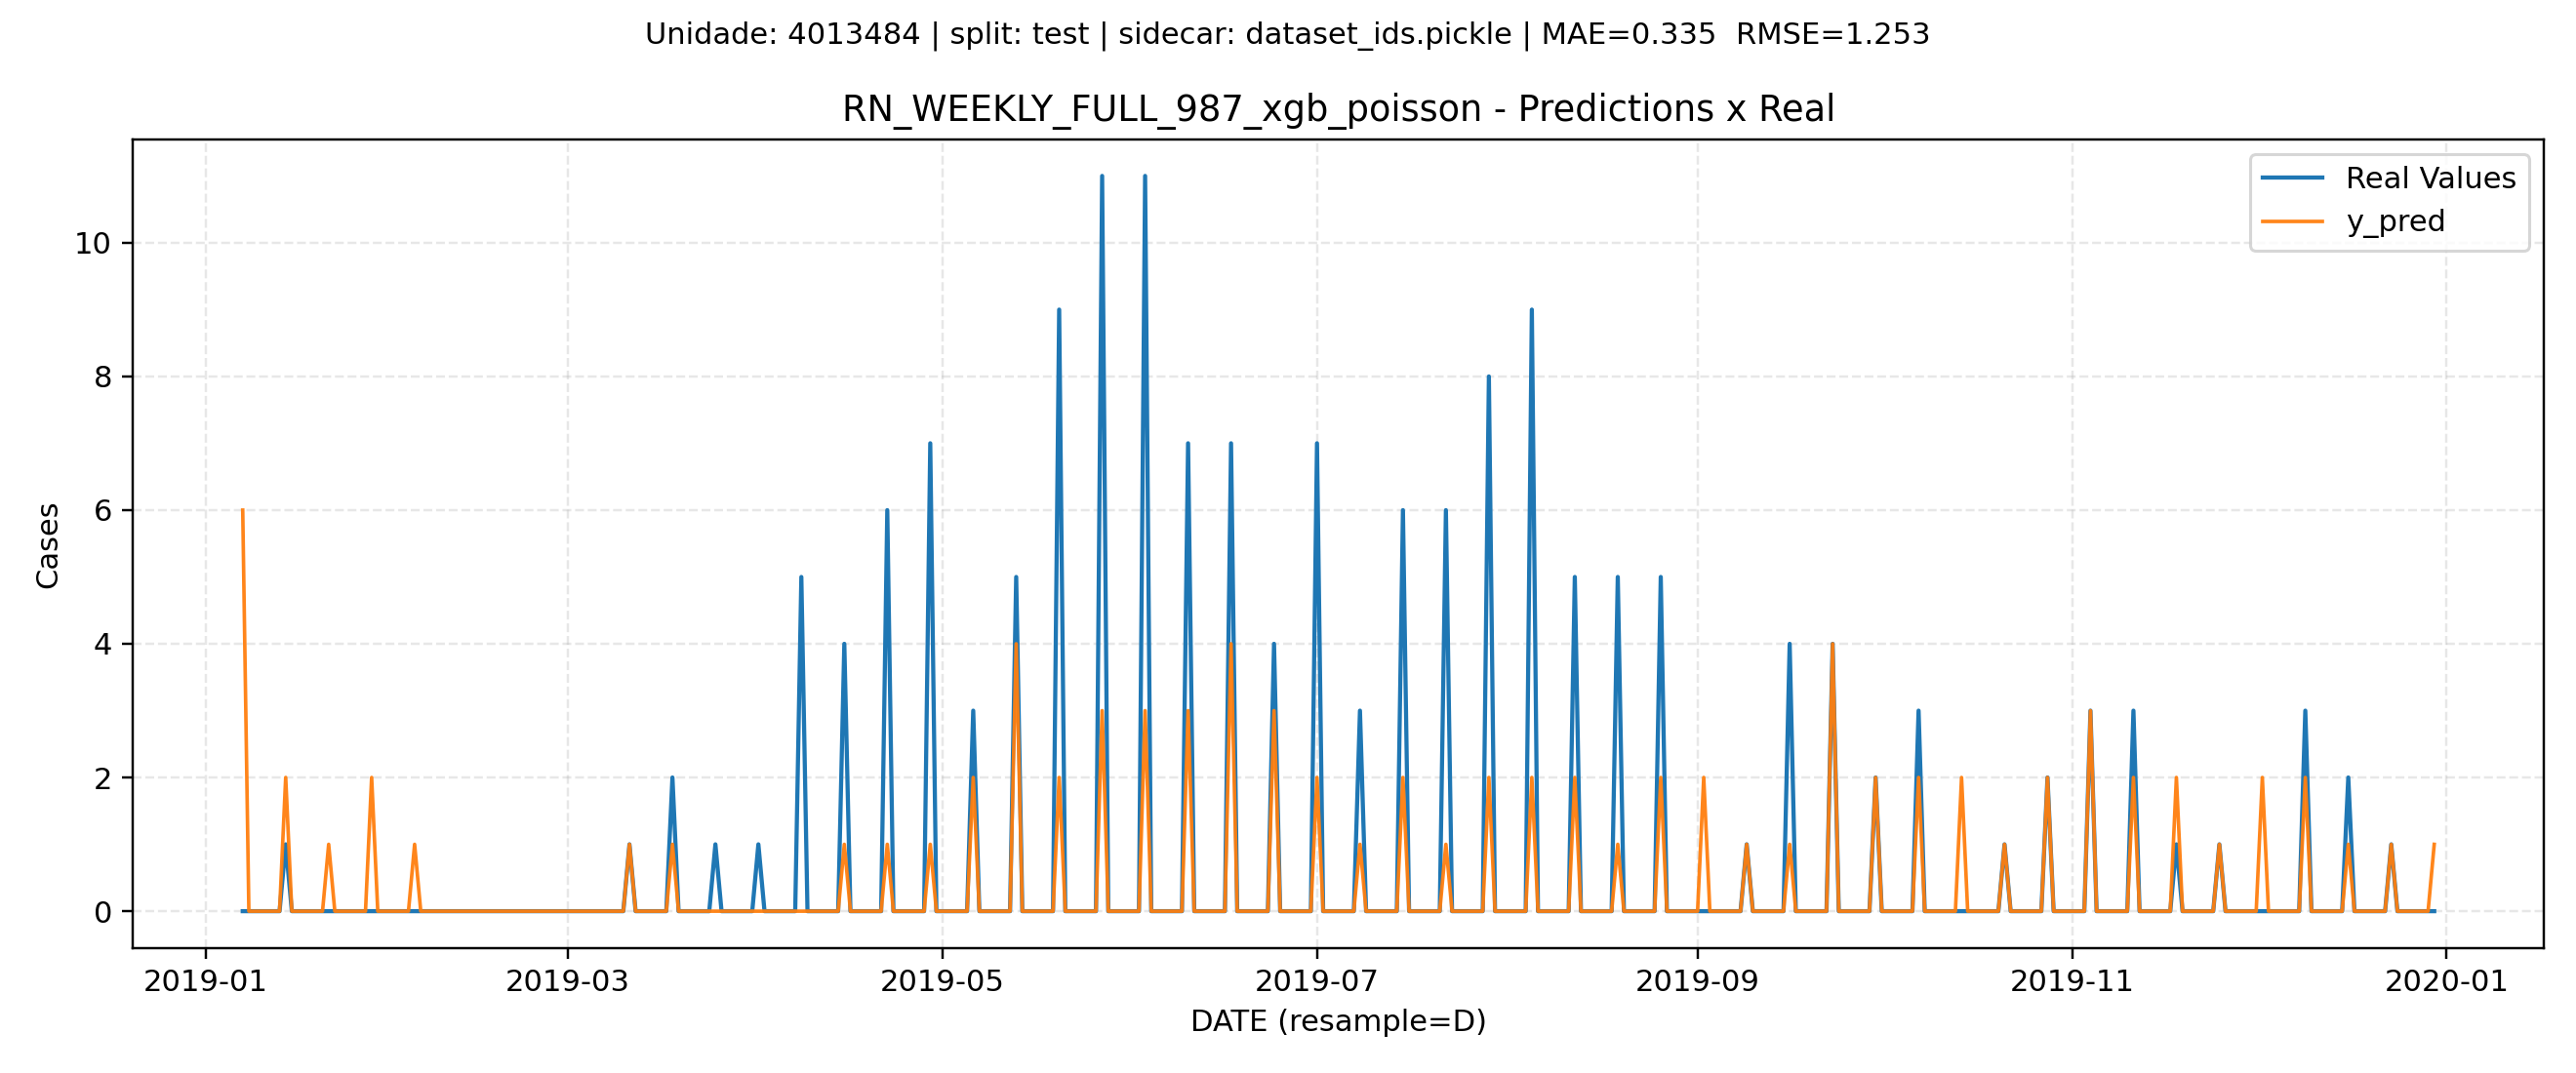 Unidade: 4013484 | split: test | sidecar: dataset_ids.pickle | MAE=0.335  RMSE=1.253
RN_WEEKLY_FULL_987_xgb_poisson - Predictions x Real
Real Values
y_pred
Cases
10
8
6
4
2
0
2019-01
2019-03
2019-05
2019-07
2019-09
2019-11
2020-01
DATE (resample=D)